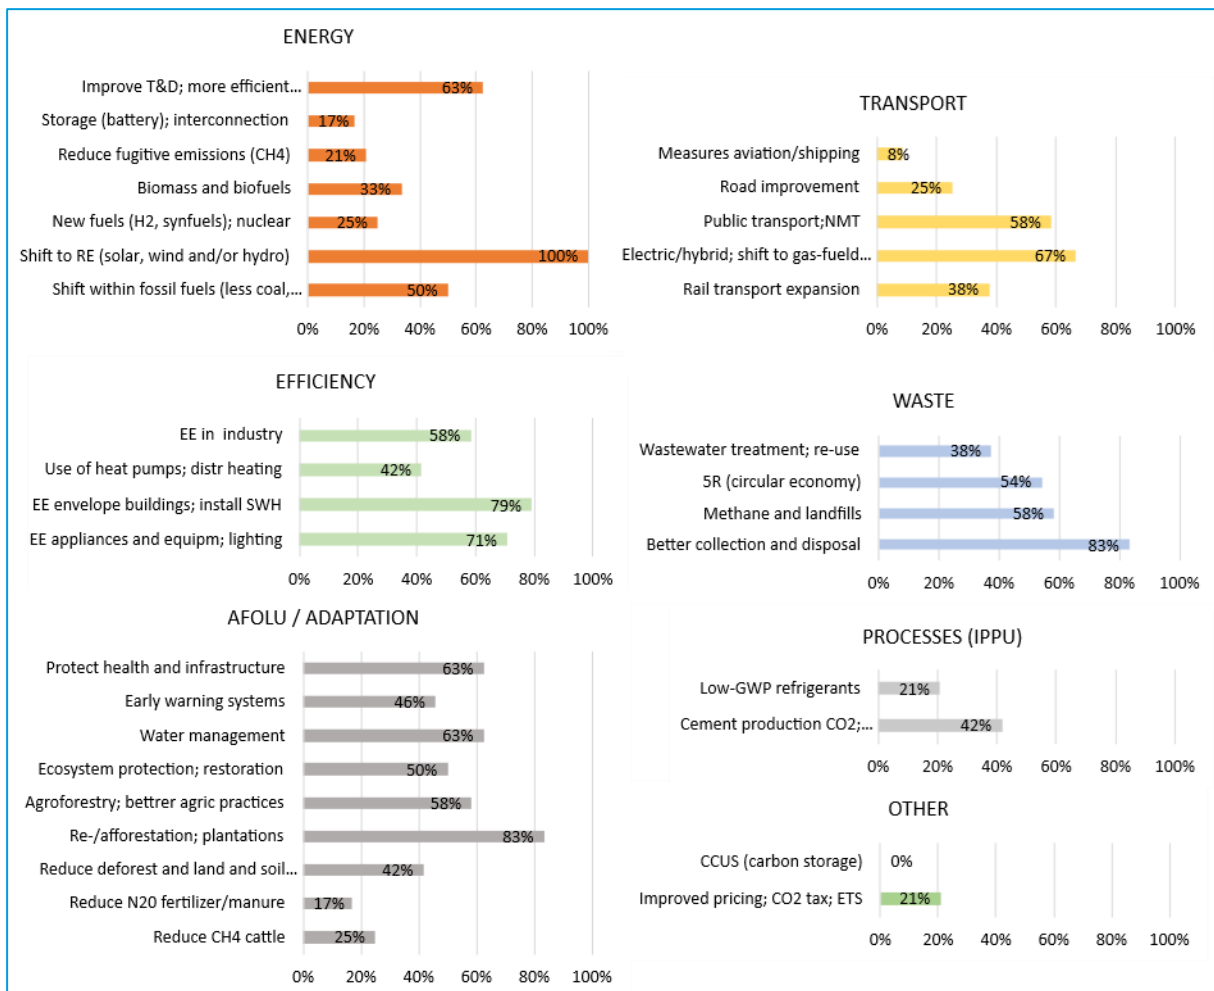 ENERGY
Improve T&D; more efficient... 63%
Storage (battery); interconnection 17%
Reduce fugitive emissions (CH4) 21%
Biomass and biofuels 33%
New fuels (H2, synfuels); nuclear 25%
Shift to RE (solar, wind and/or hydro) 100%
Shift within fossil fuels (less coal,... 50%
0% 20% 40% 60% 80% 100%
TRANSPORT
Measures aviation/shipping 8%
Road improvement 25%
Public transport;NMT 58%
Electric/hybrid; shift to gas-fueld... 67%
Rail transport expansion 38%
0% 20% 40% 60% 80% 100%
EFFICIENCY
EE in industry 58%
Use of heat pumps; distr heating 42%
EE envelope buildings; install SWH 79%
EE appliances and equipm; lighting 71%
0% 20% 40% 60% 80% 100%
WASTE
Wastewater treatment; re-use 38%
5R (circular economy) 54%
Methane and landfills 58%
Better collection and disposal 83%
0% 20% 40% 60% 80% 100%
AFOLU / ADAPTATION
Protect health and infrastructure 63%
Early warning systems 46%
Water management 63%
Ecosystem protection; restoration 50%
Agroforestry; bettrer agric practices 58%
Re-/afforestation; plantations 83%
Reduce deforest and land and soil... 42%
Reduce N20 fertilizer/manure 17%
Reduce CH4 cattle 25%
0% 20% 40% 60% 80% 100%
PROCESSES (IPPU)
Low-GWP refrigerants 21%
Cement production CO2;... 42%
0% 20% 40% 60% 80% 100%
OTHER
CCUS (carbon storage) 0%
Improved pricing; CO2 tax; ETS 21%
0% 20% 40% 60% 80% 100%